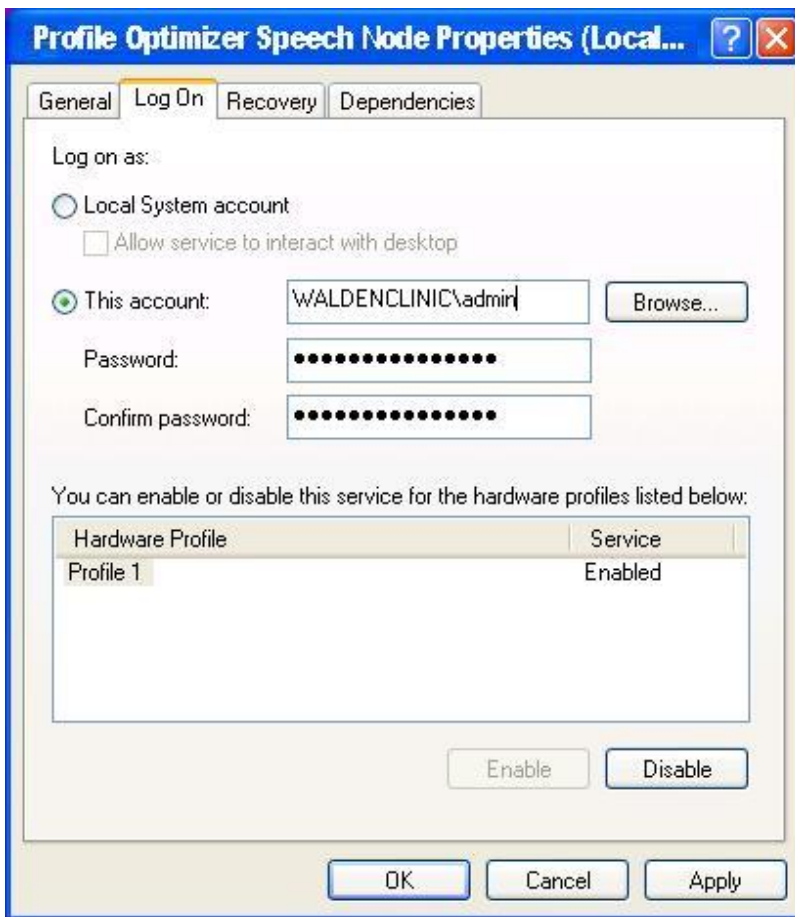 Profile Optimizer Speech Node Properties (Local...
General Log On Recovery Dependencies
Log on as:
Local System account
Allow service to interact with desktop
This account: WALDENCLINIC\admin Browse...
Password: ●●●●●●●●●●●●●●●
Confirm password: ●●●●●●●●●●●●●●●
You can enable or disable this service for the hardware profiles listed below:
Hardware Profile Service
Profile 1 Enabled
Enable Disable
OK Cancel Apply